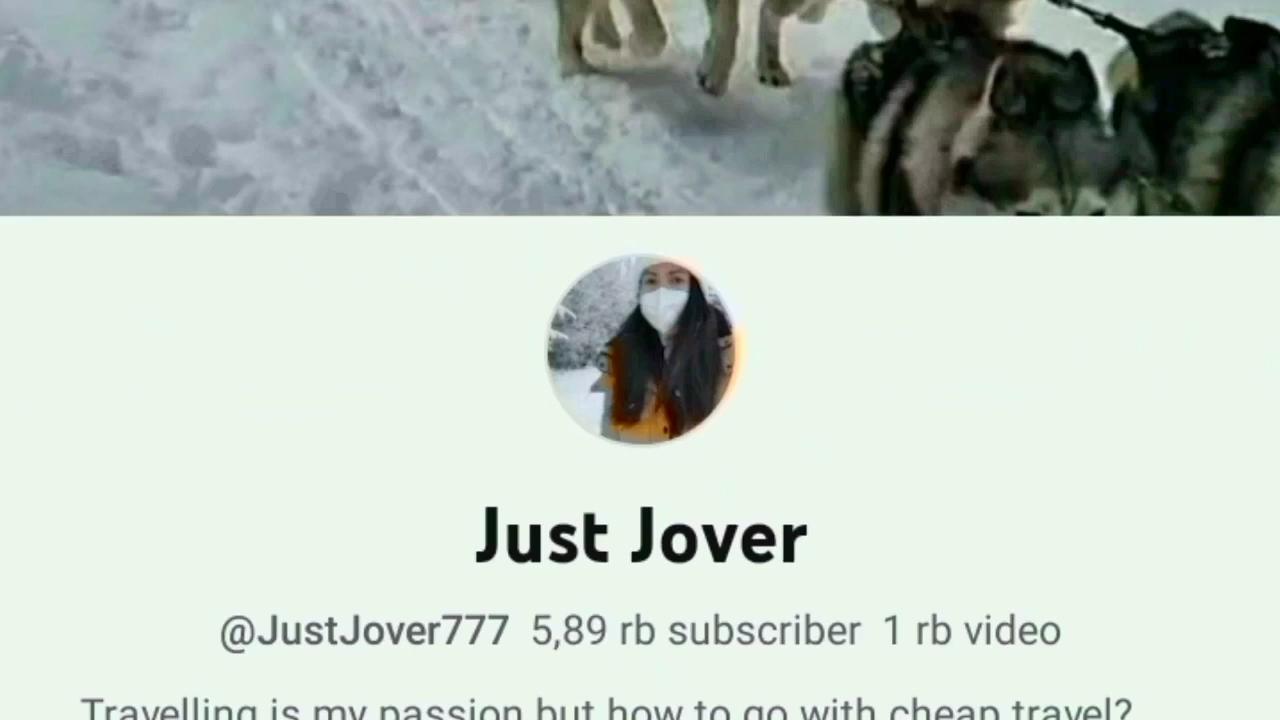 Just Jover
@JustJover777 5,89 rb subscriber 1 rb video
Travelling is my passion but how to go with cheap travel?